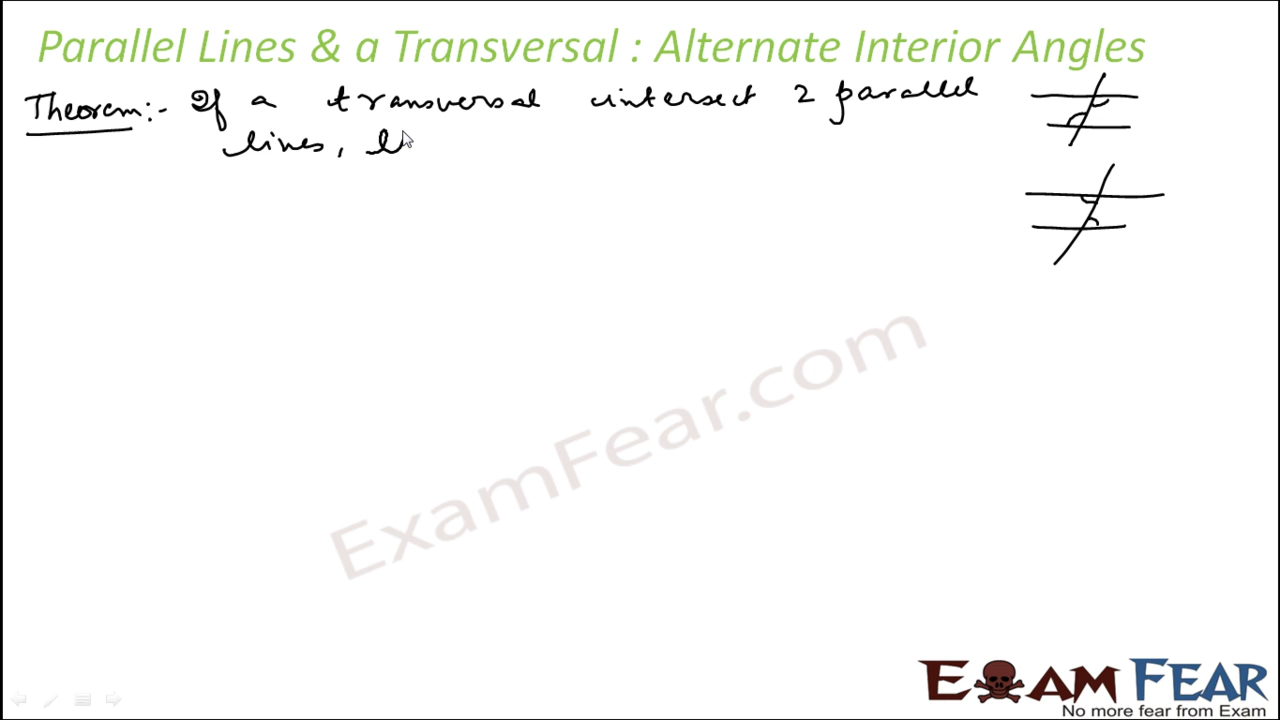 Parallel Lines & a Transversal : Alternate Interior Angles
Theorem:- If a transversal intersect 2 parallel
lines,
ExamFear.com
EXAM FEAR
No more fear from Exam